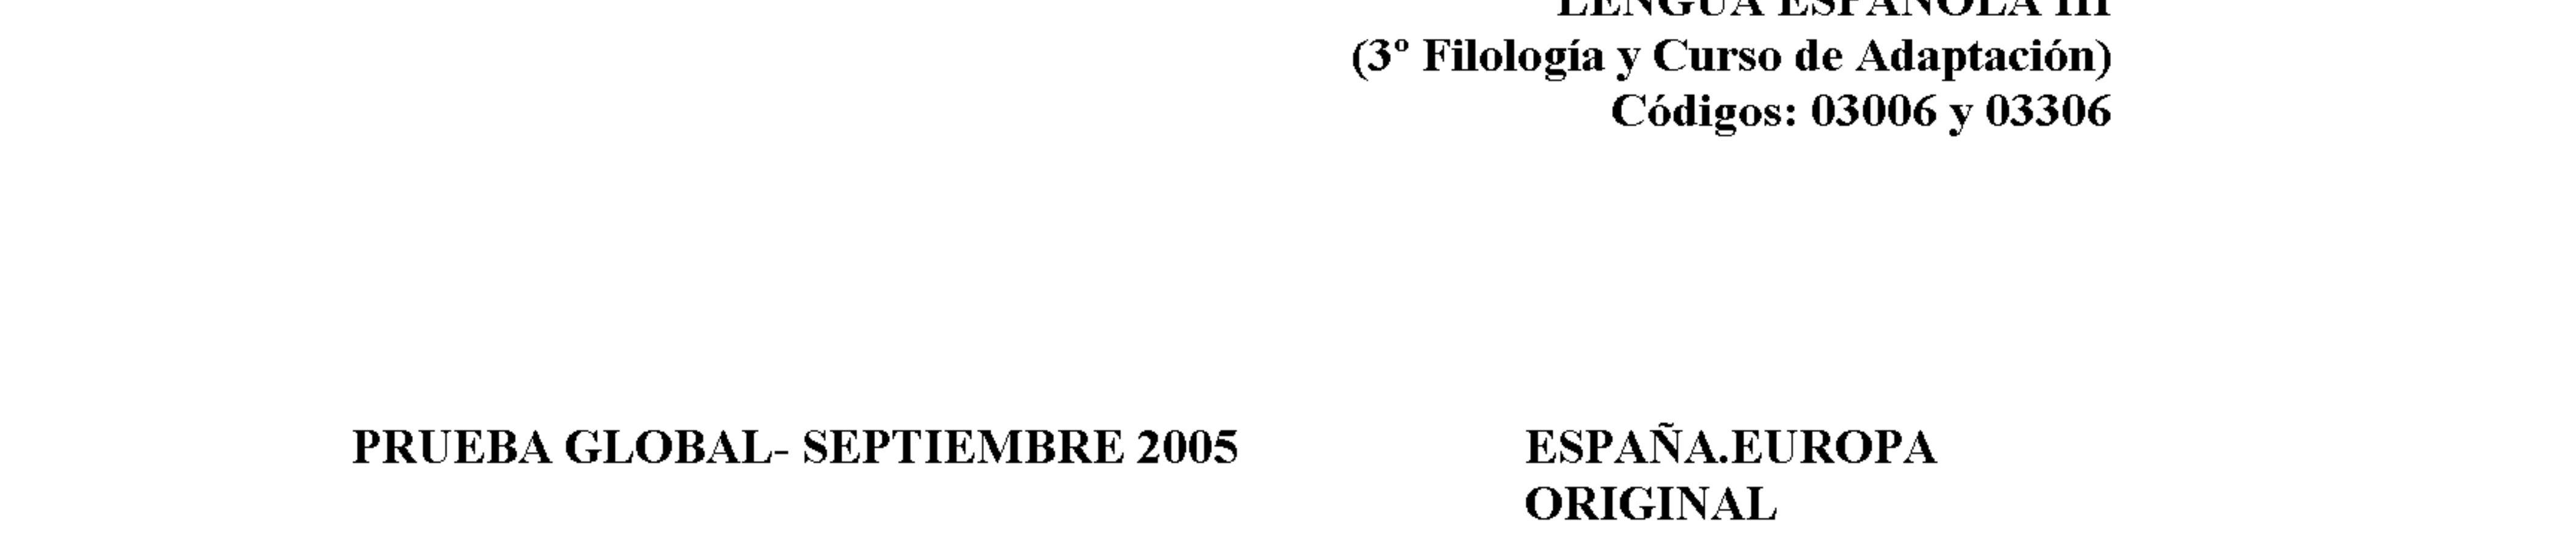 LENGUA ESPAÑOLA III
(3º Filología y Curso de Adaptación)
Códigos: 03006 y 03306
PRUEBA GLOBAL- SEPTIEMBRE 2005 ESPAÑA.EUROPA
ORIGINAL